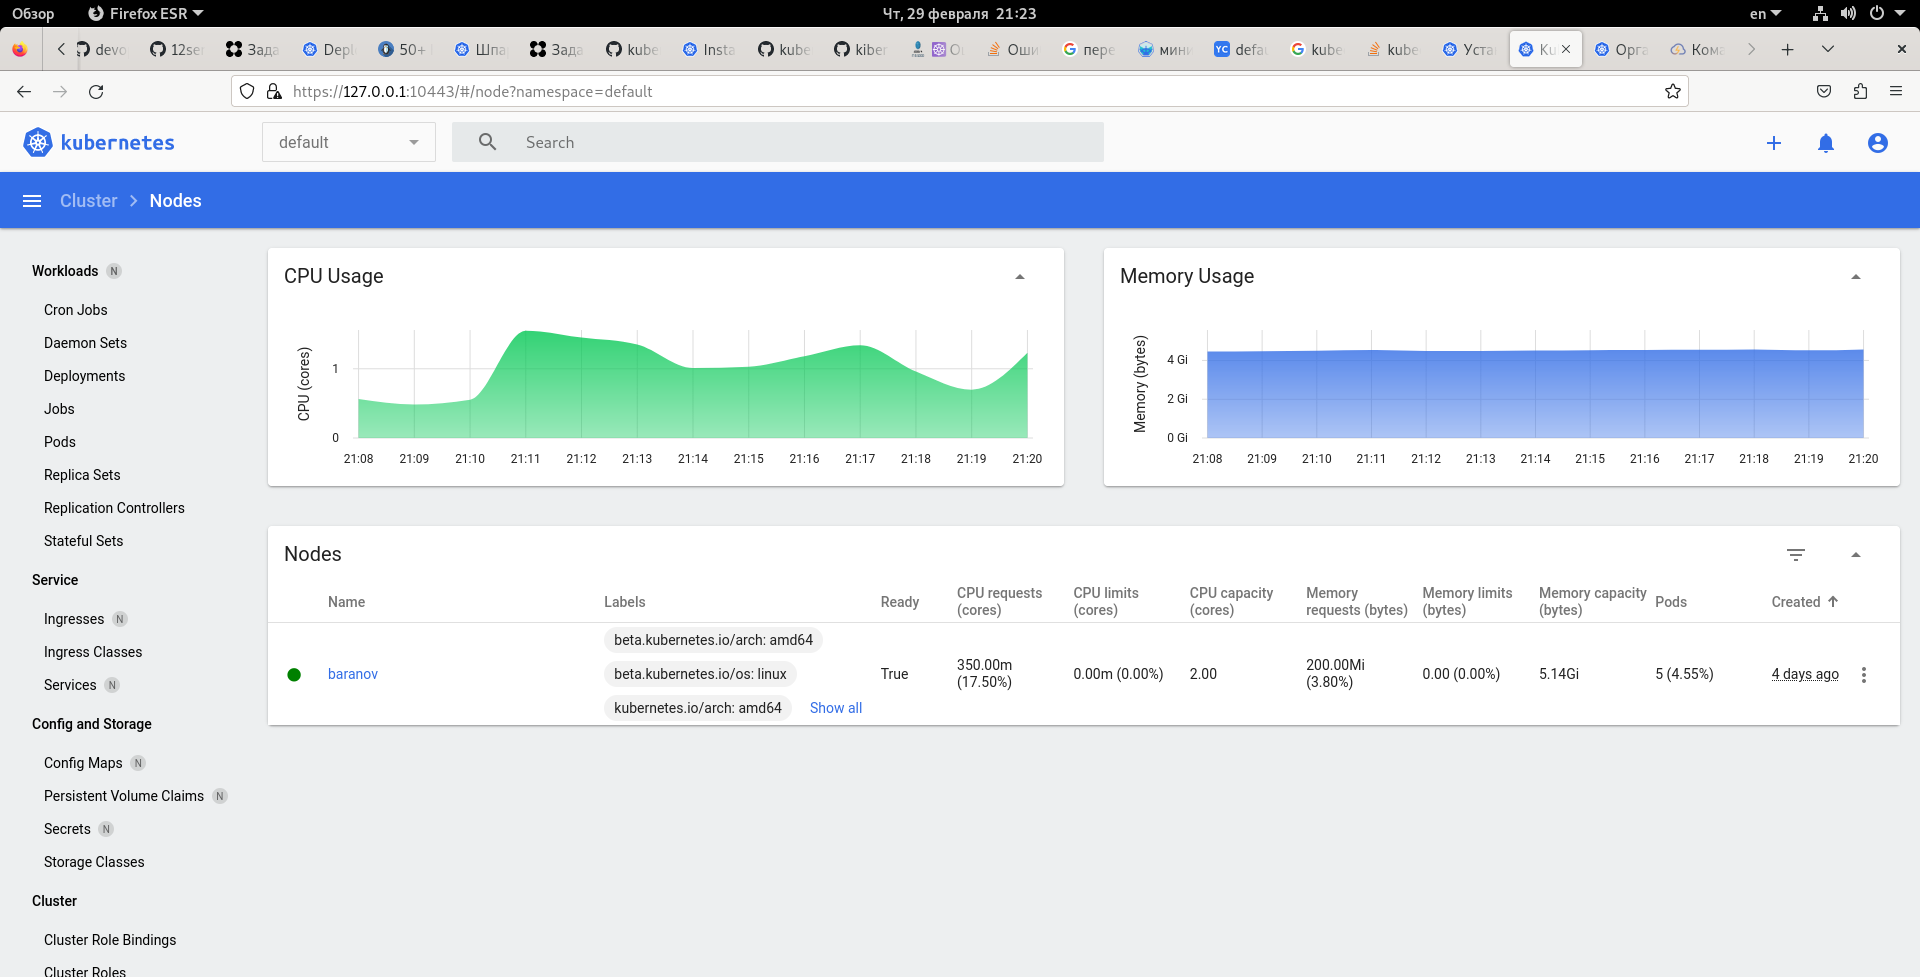 Обзор Firefox ESR Чт, 29 февраля 21:23 en
devo 12se Зада Depl 50+ Шпа Зада kube Insta kube kiber О Оши пере мини defau kube kube Уста Ku Орга Кома
https://127.0.0.1:10443/#/node?namespace=default
kubernetes default Search
Cluster Nodes
Workloads N
Cron Jobs
Daemon Sets
Deployments
Jobs
Pods
Replica Sets
Replication Controllers
Stateful Sets
Service
Ingresses N
Ingress Classes
Services N
Config and Storage
Config Maps N
Persistent Volume Claims N
Secrets N
Storage Classes
Cluster
Cluster Role Bindings
Cluster Roles
CPU Usage
CPU (cores)
1
0
21:08 21:09 21:10 21:11 21:12 21:13 21:14 21:15 21:16 21:17 21:18 21:19 21:20
Memory Usage
Memory (bytes)
4 Gi
2 Gi
0 Gi
21:08 21:09 21:10 21:11 21:12 21:13 21:14 21:15 21:16 21:17 21:18 21:19 21:20
Nodes
Name Labels Ready CPU requests (cores) CPU limits (cores) CPU capacity (cores) Memory requests (bytes) Memory limits (bytes) Memory capacity (bytes) Pods Created
beta.kubernetes.io/arch: amd64
baranov beta.kubernetes.io/os: linux True 350.00m (17.50%) 0.00m (0.00%) 2.00 200.00Mi (3.80%) 0.00 (0.00%) 5.14Gi 5 (4.55%) 4 days ago
kubernetes.io/arch: amd64 Show all